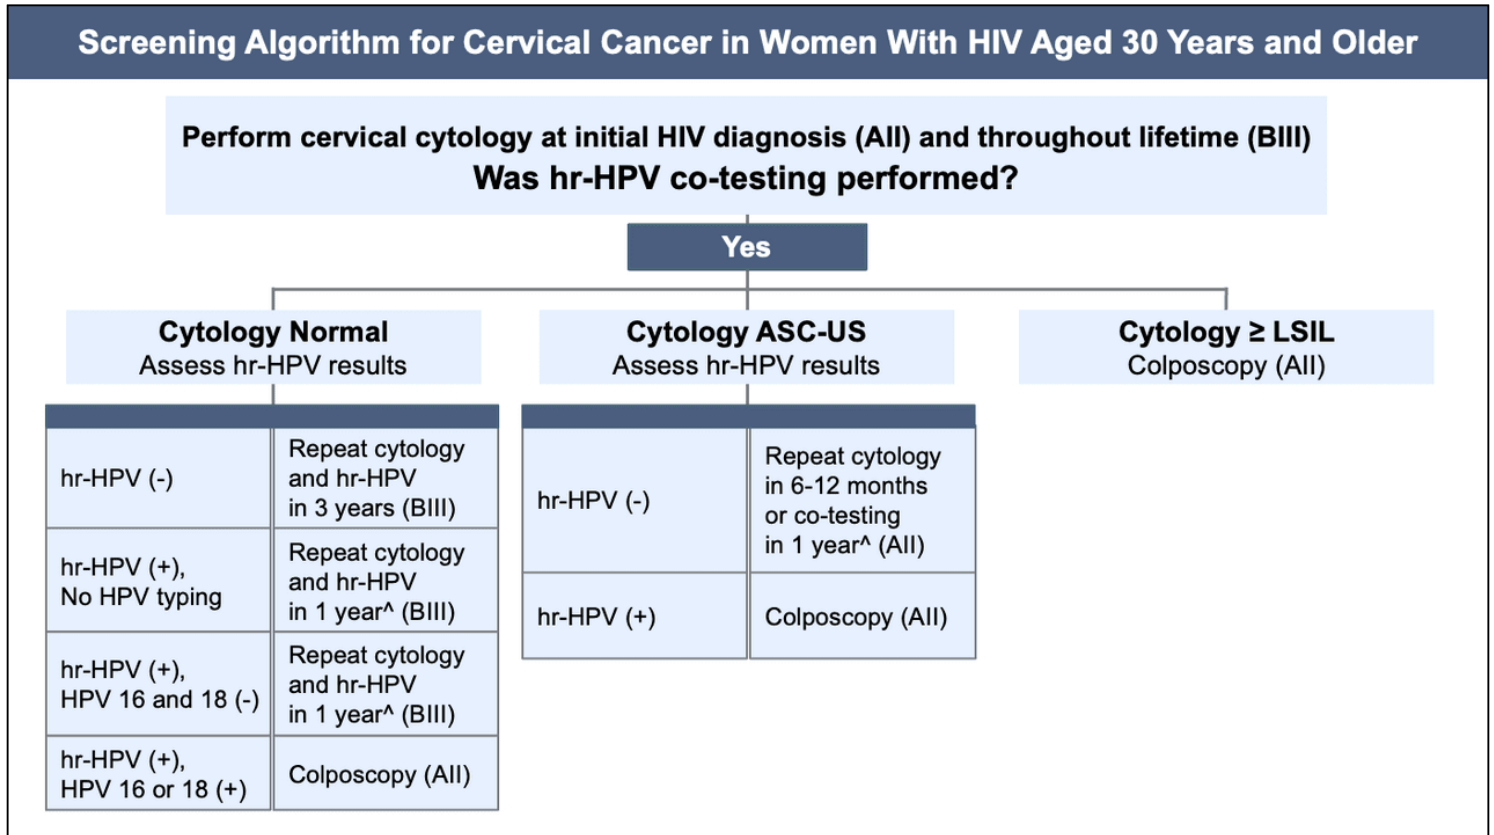 Screening Algorithm for Cervical Cancer in Women With HIV Aged 30 Years and Older
Perform cervical cytology at initial HIV diagnosis (AII) and throughout lifetime (BIII)
Was hr-HPV co-testing performed?
Yes
Cytology Normal
Assess hr-HPV results
hr-HPV (-)
Repeat cytology
and hr-HPV
in 3 years (BIII)
hr-HPV (+),
No HPV typing
Repeat cytology
and hr-HPV
in 1 year^ (BIII)
hr-HPV (+),
HPV 16 and 18 (-)
Repeat cytology
and hr-HPV
in 1 year^ (BIII)
hr-HPV (+),
HPV 16 or 18 (+)
Colposcopy (AII)
Cytology ASC-US
Assess hr-HPV results
hr-HPV (-)
Repeat cytology
in 6-12 months
or co-testing
in 1 year^ (AII)
hr-HPV (+)
Colposcopy (AII)
Cytology ≥ LSIL
Colposcopy (AII)